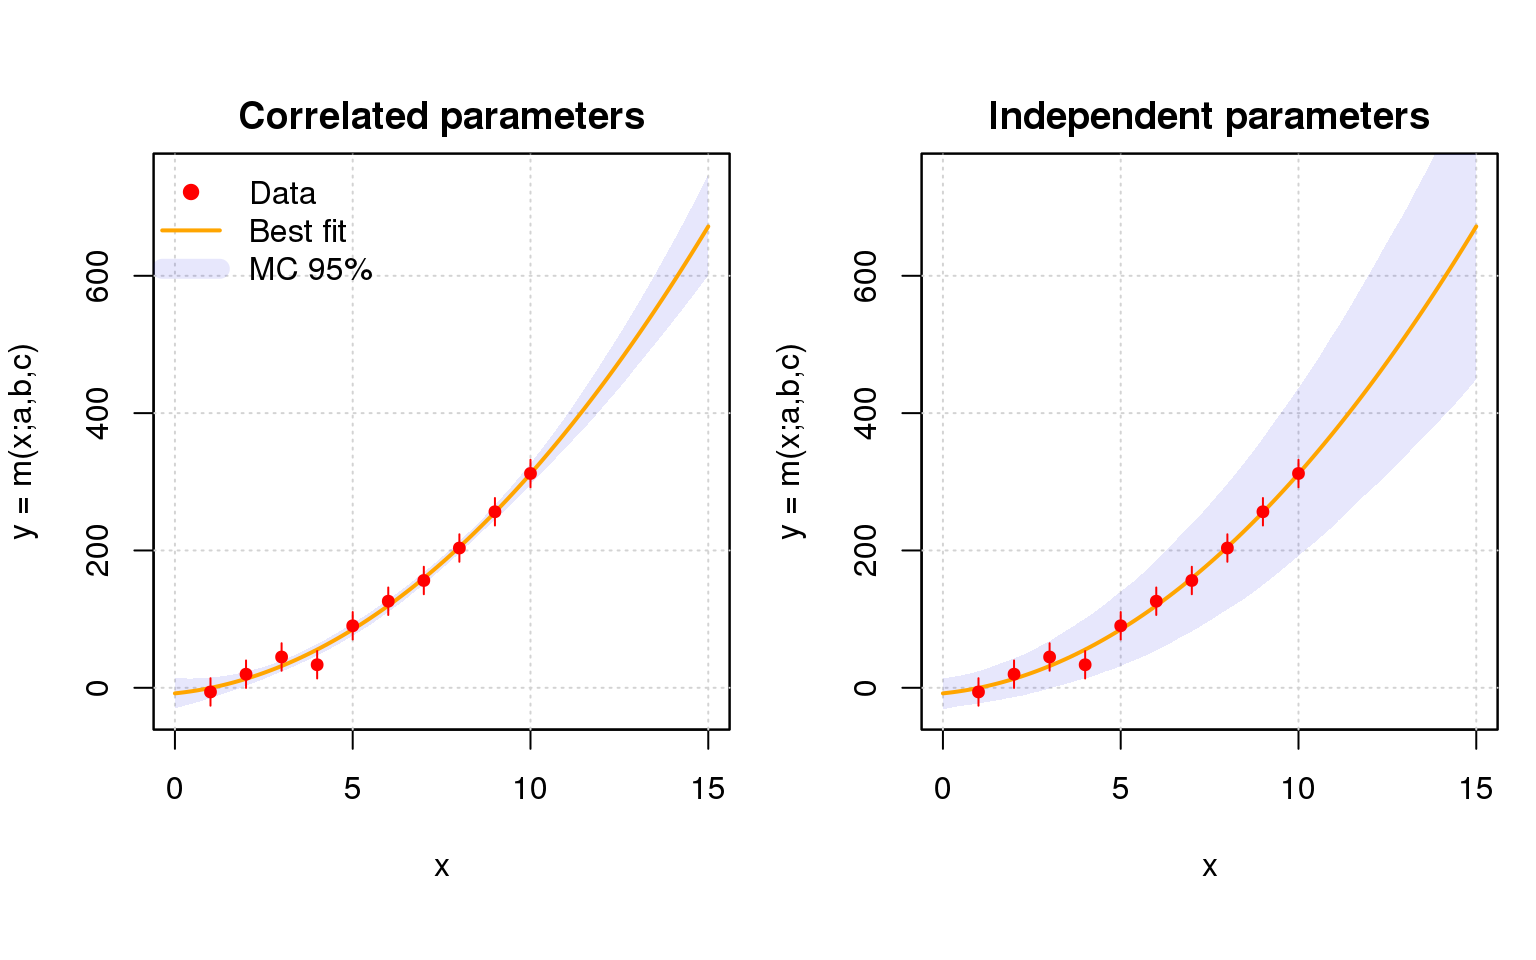 Correlated parameters
Data
Best fit
MC 95%
y = m(x;a,b,c)
0
200
400
600
0
5
10
15
x
Independent parameters
y = m(x;a,b,c)
0
200
400
600
0
5
10
15
x